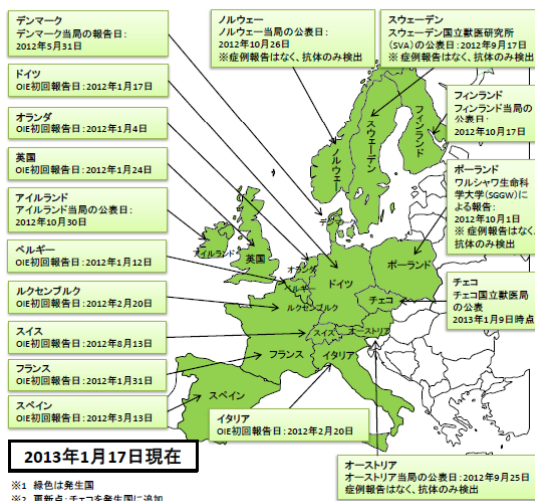 デンマーク
デンマーク当局の報告日:
2012年5月31日
ドイツ
OIE初回報告日:2012年1月17日
オランダ
OIE初回報告日:2012年1月4日
英国
OIE初回報告日:2012年1月24日
アイルランド
アイルランド当局の公表日:
2012年10月30日
ベルギー
OIE初回報告日:2012年1月12日
ルクセンブルク
OIE初回報告日:2012年2月20日
スイス
OIE初回報告日:2012年8月13日
フランス
OIE初回報告日:2012年1月31日
スペイン
OIE初回報告日:2012年3月13日
ノルウェー
ノルウェー当局の公表日:
2012年10月26日
※ 症例報告はなく、抗体のみ検出
スウェーデン
スウェーデン国立獣医研究所
(SVA)の公表日:2012年9月17日
※ 症例報告はなく、抗体のみ検出
フィンランド
フィンランド当局の
公表日:
2012年10月17日
ポーランド
ワルシャワ生命科
学大学(SGGW)に
よる報告:
2012年10月1日
※ 症例報告はなく、
抗体のみ検出
チェコ
チェコ国立獣医局
の公表
2013年1月9日時点
イタリア
OIE初回報告日:2012年2月20日
オーストリア
オーストリア当局の公表日:2012年9月25日
症例報告はなく、抗体のみ検出
ノルウェー
スウェーデン
フィンランド
デンマーク
アイルランド
英国
オランダ
ベルギー
ルクセンブルク
ドイツ
ポーランド
チェコ
スイス
オーストリア
フランス
イタリア
スペイン
2013年1月17日現在
※1 緑色は発生国
※2 更新点:チェコを発生国に追加